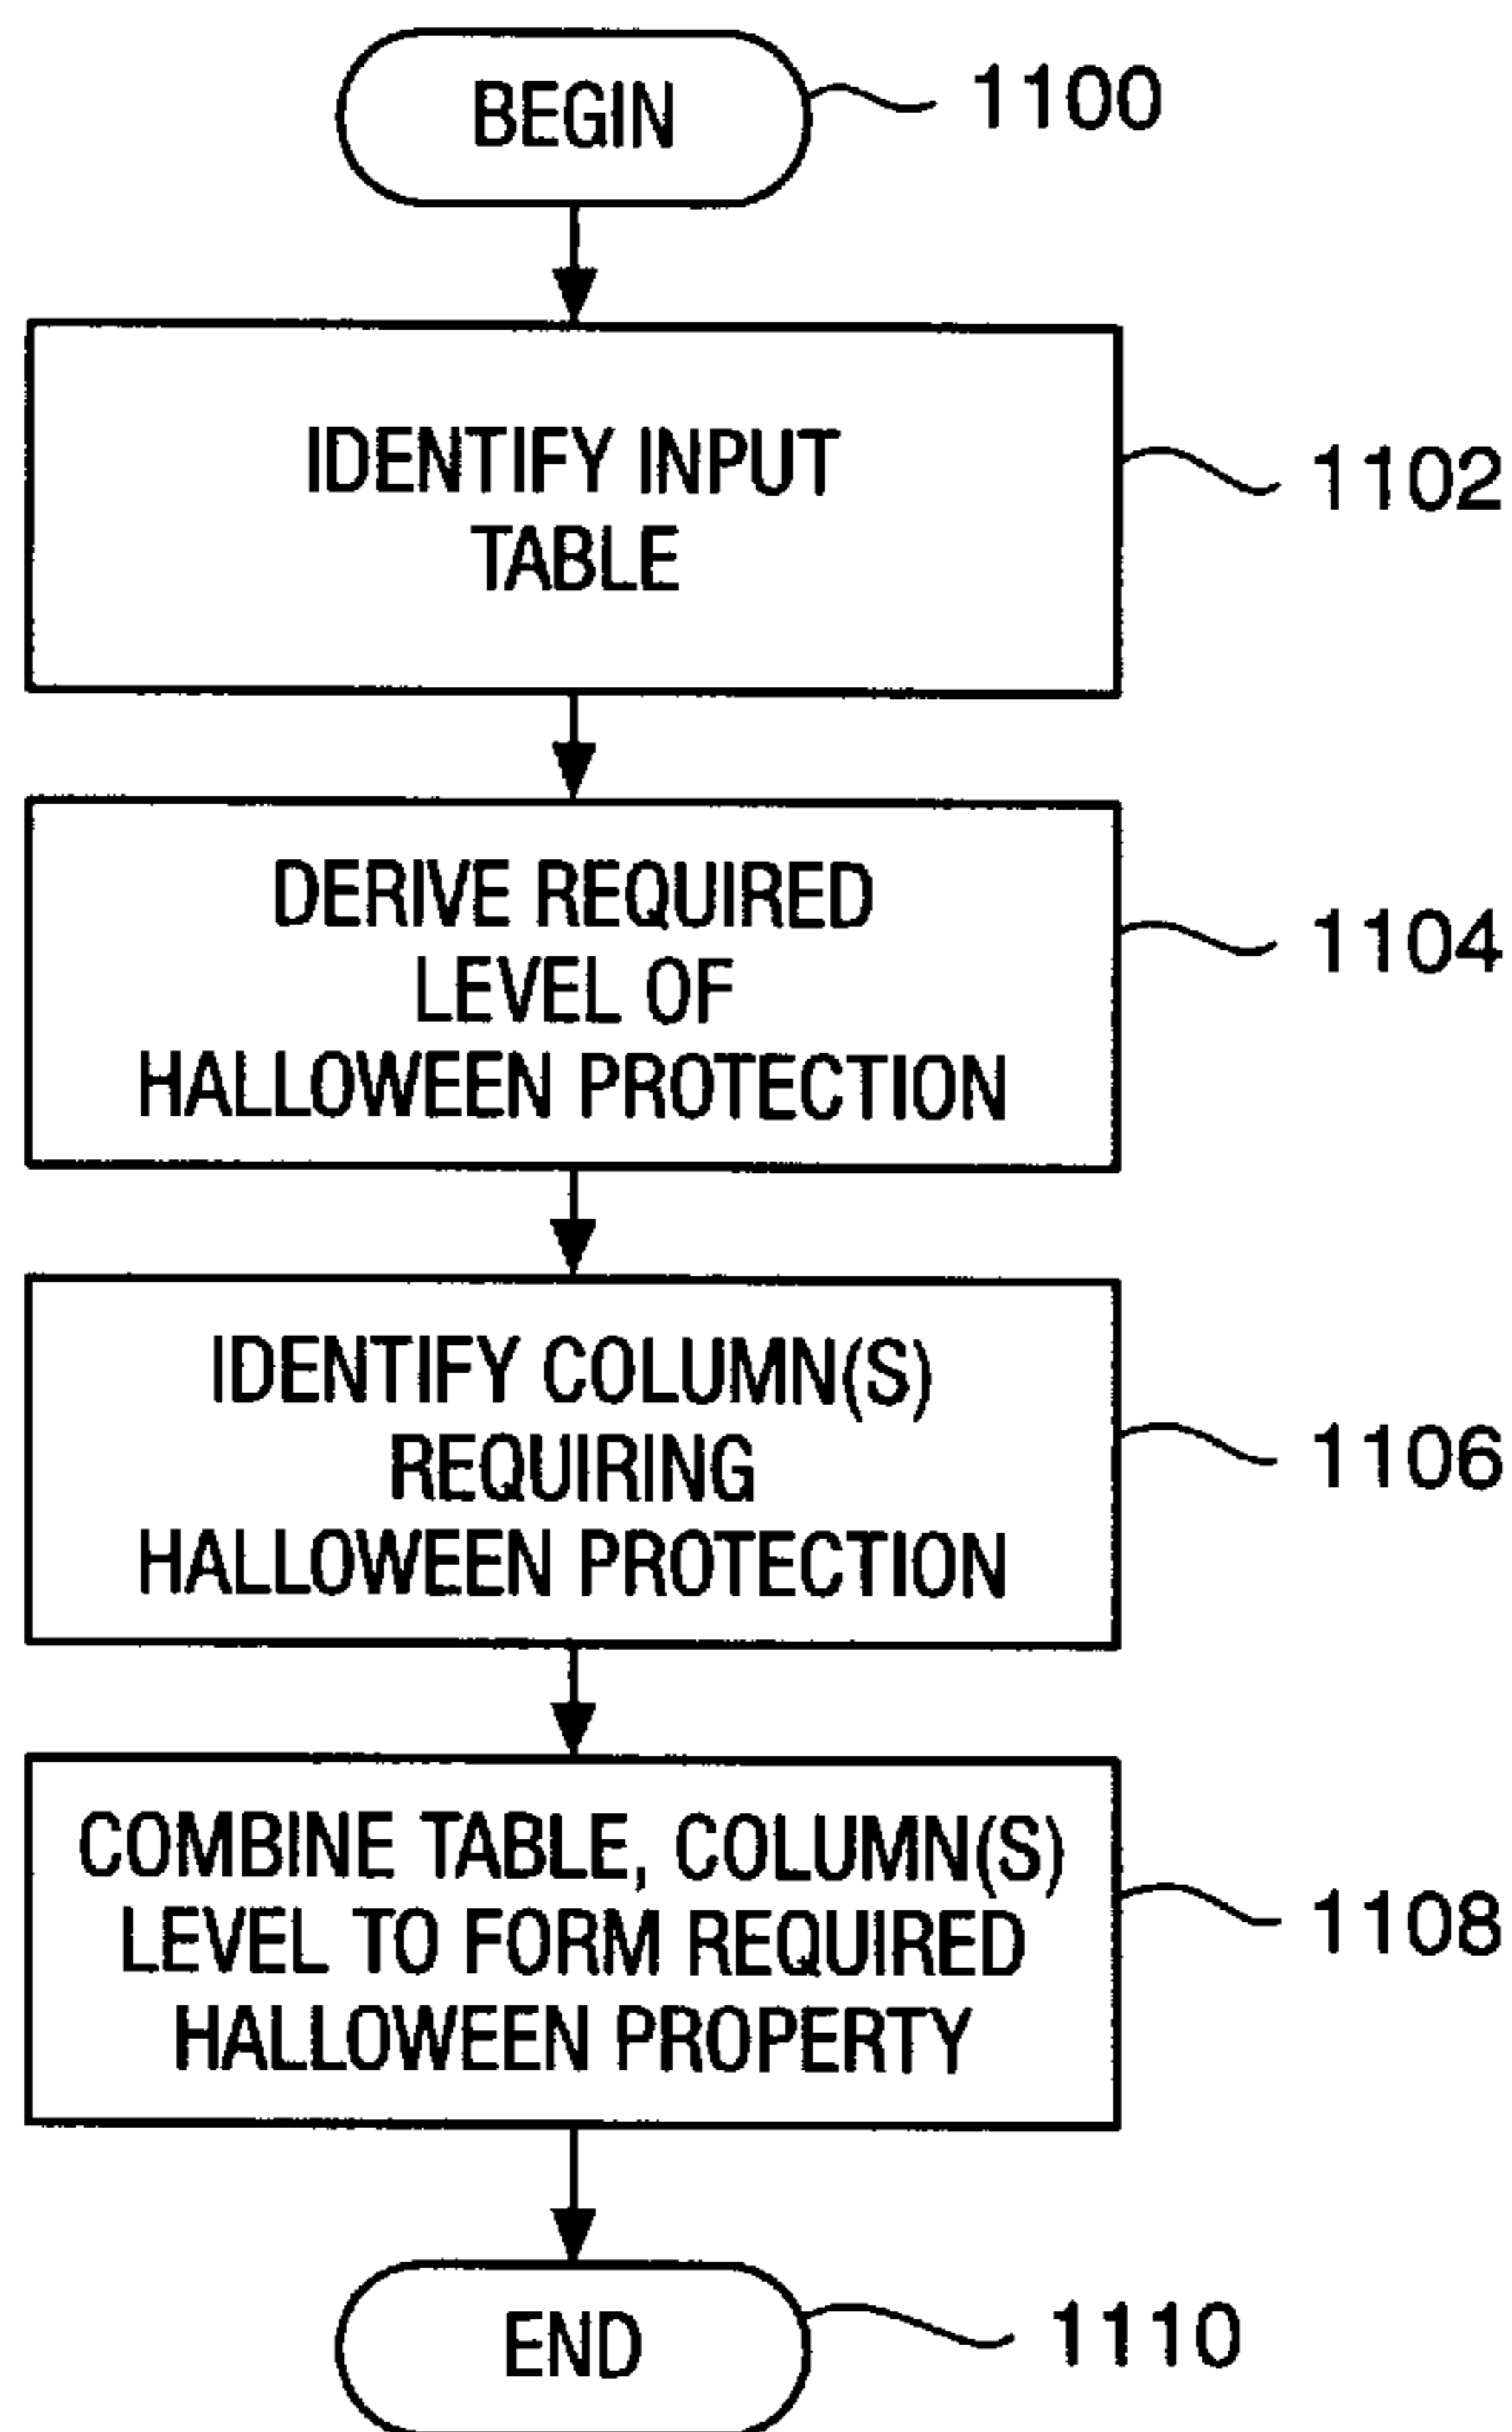 BEGIN
1100
IDENTIFY INPUT
TABLE
1102
DERIVE REQUIRED
LEVEL OF
HALLOWEEN PROTECTION
1104
IDENTIFY COLUMN(S)
REQUIRING
HALLOWEEN PROTECTION
1106
COMBINE TABLE, COLUMN(S)
LEVEL TO FORM REQUIRED
HALLOWEEN PROPERTY
1108
END
1110